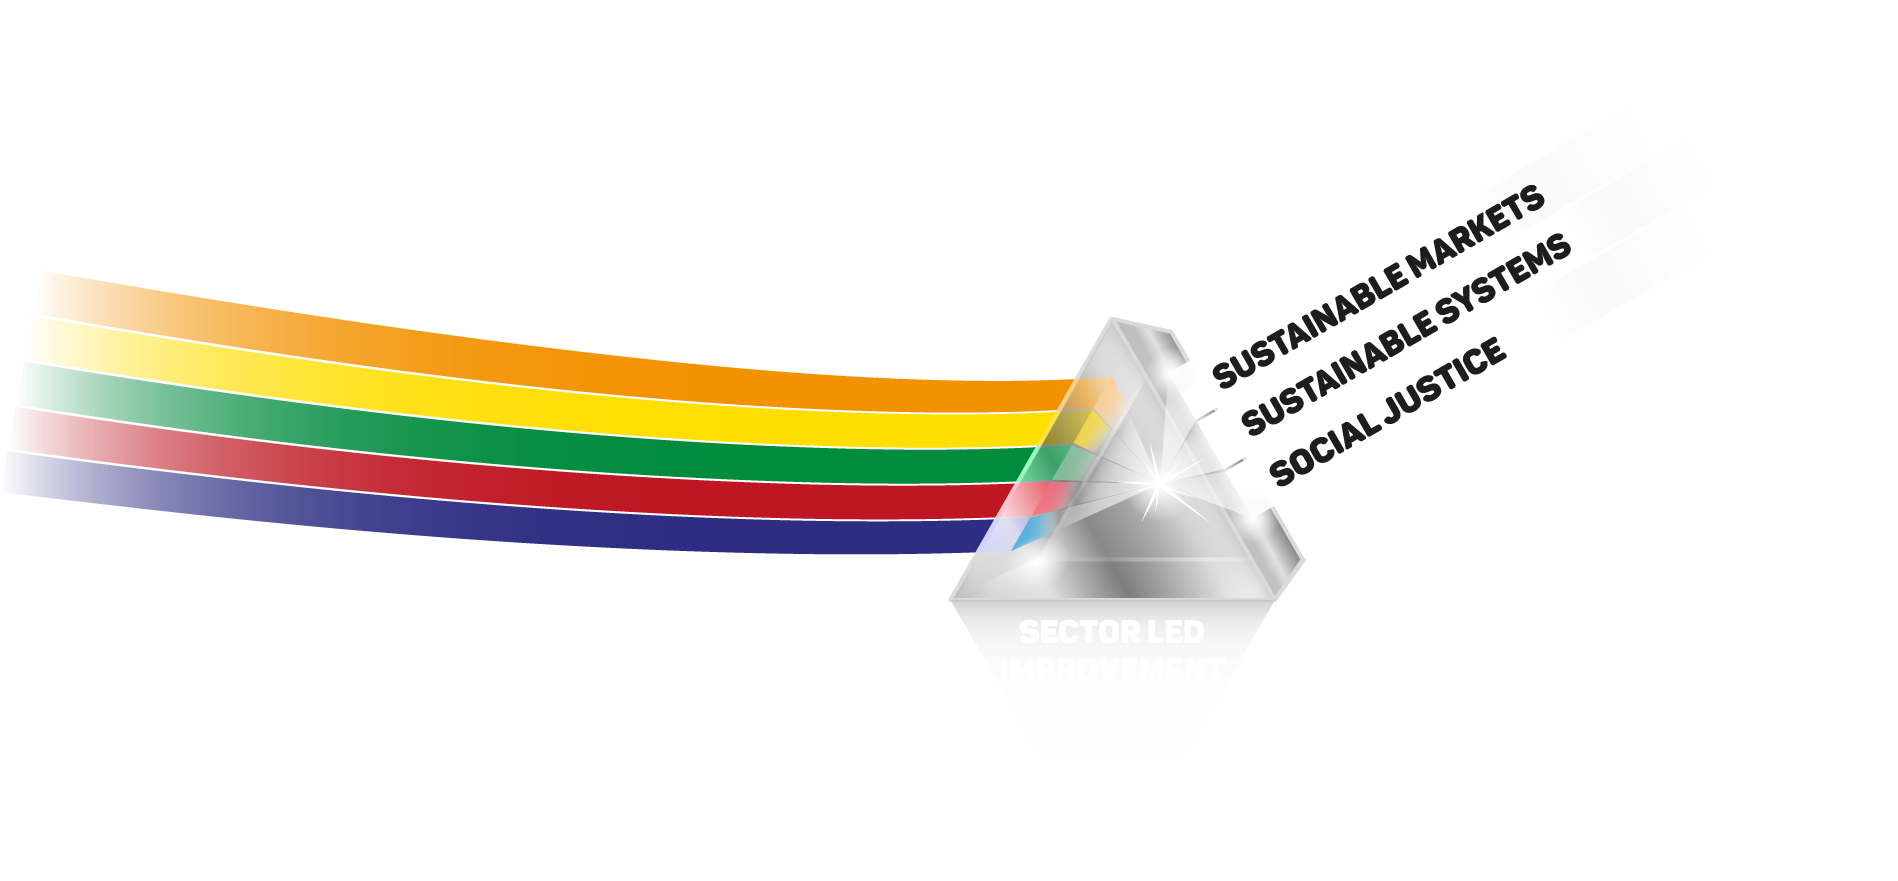 SUSTAINABLE MARKETS
SUSTAINABLE SYSTEMS
SOCIAL JUSTICE
SECTOR LED
IMPROVEMENT